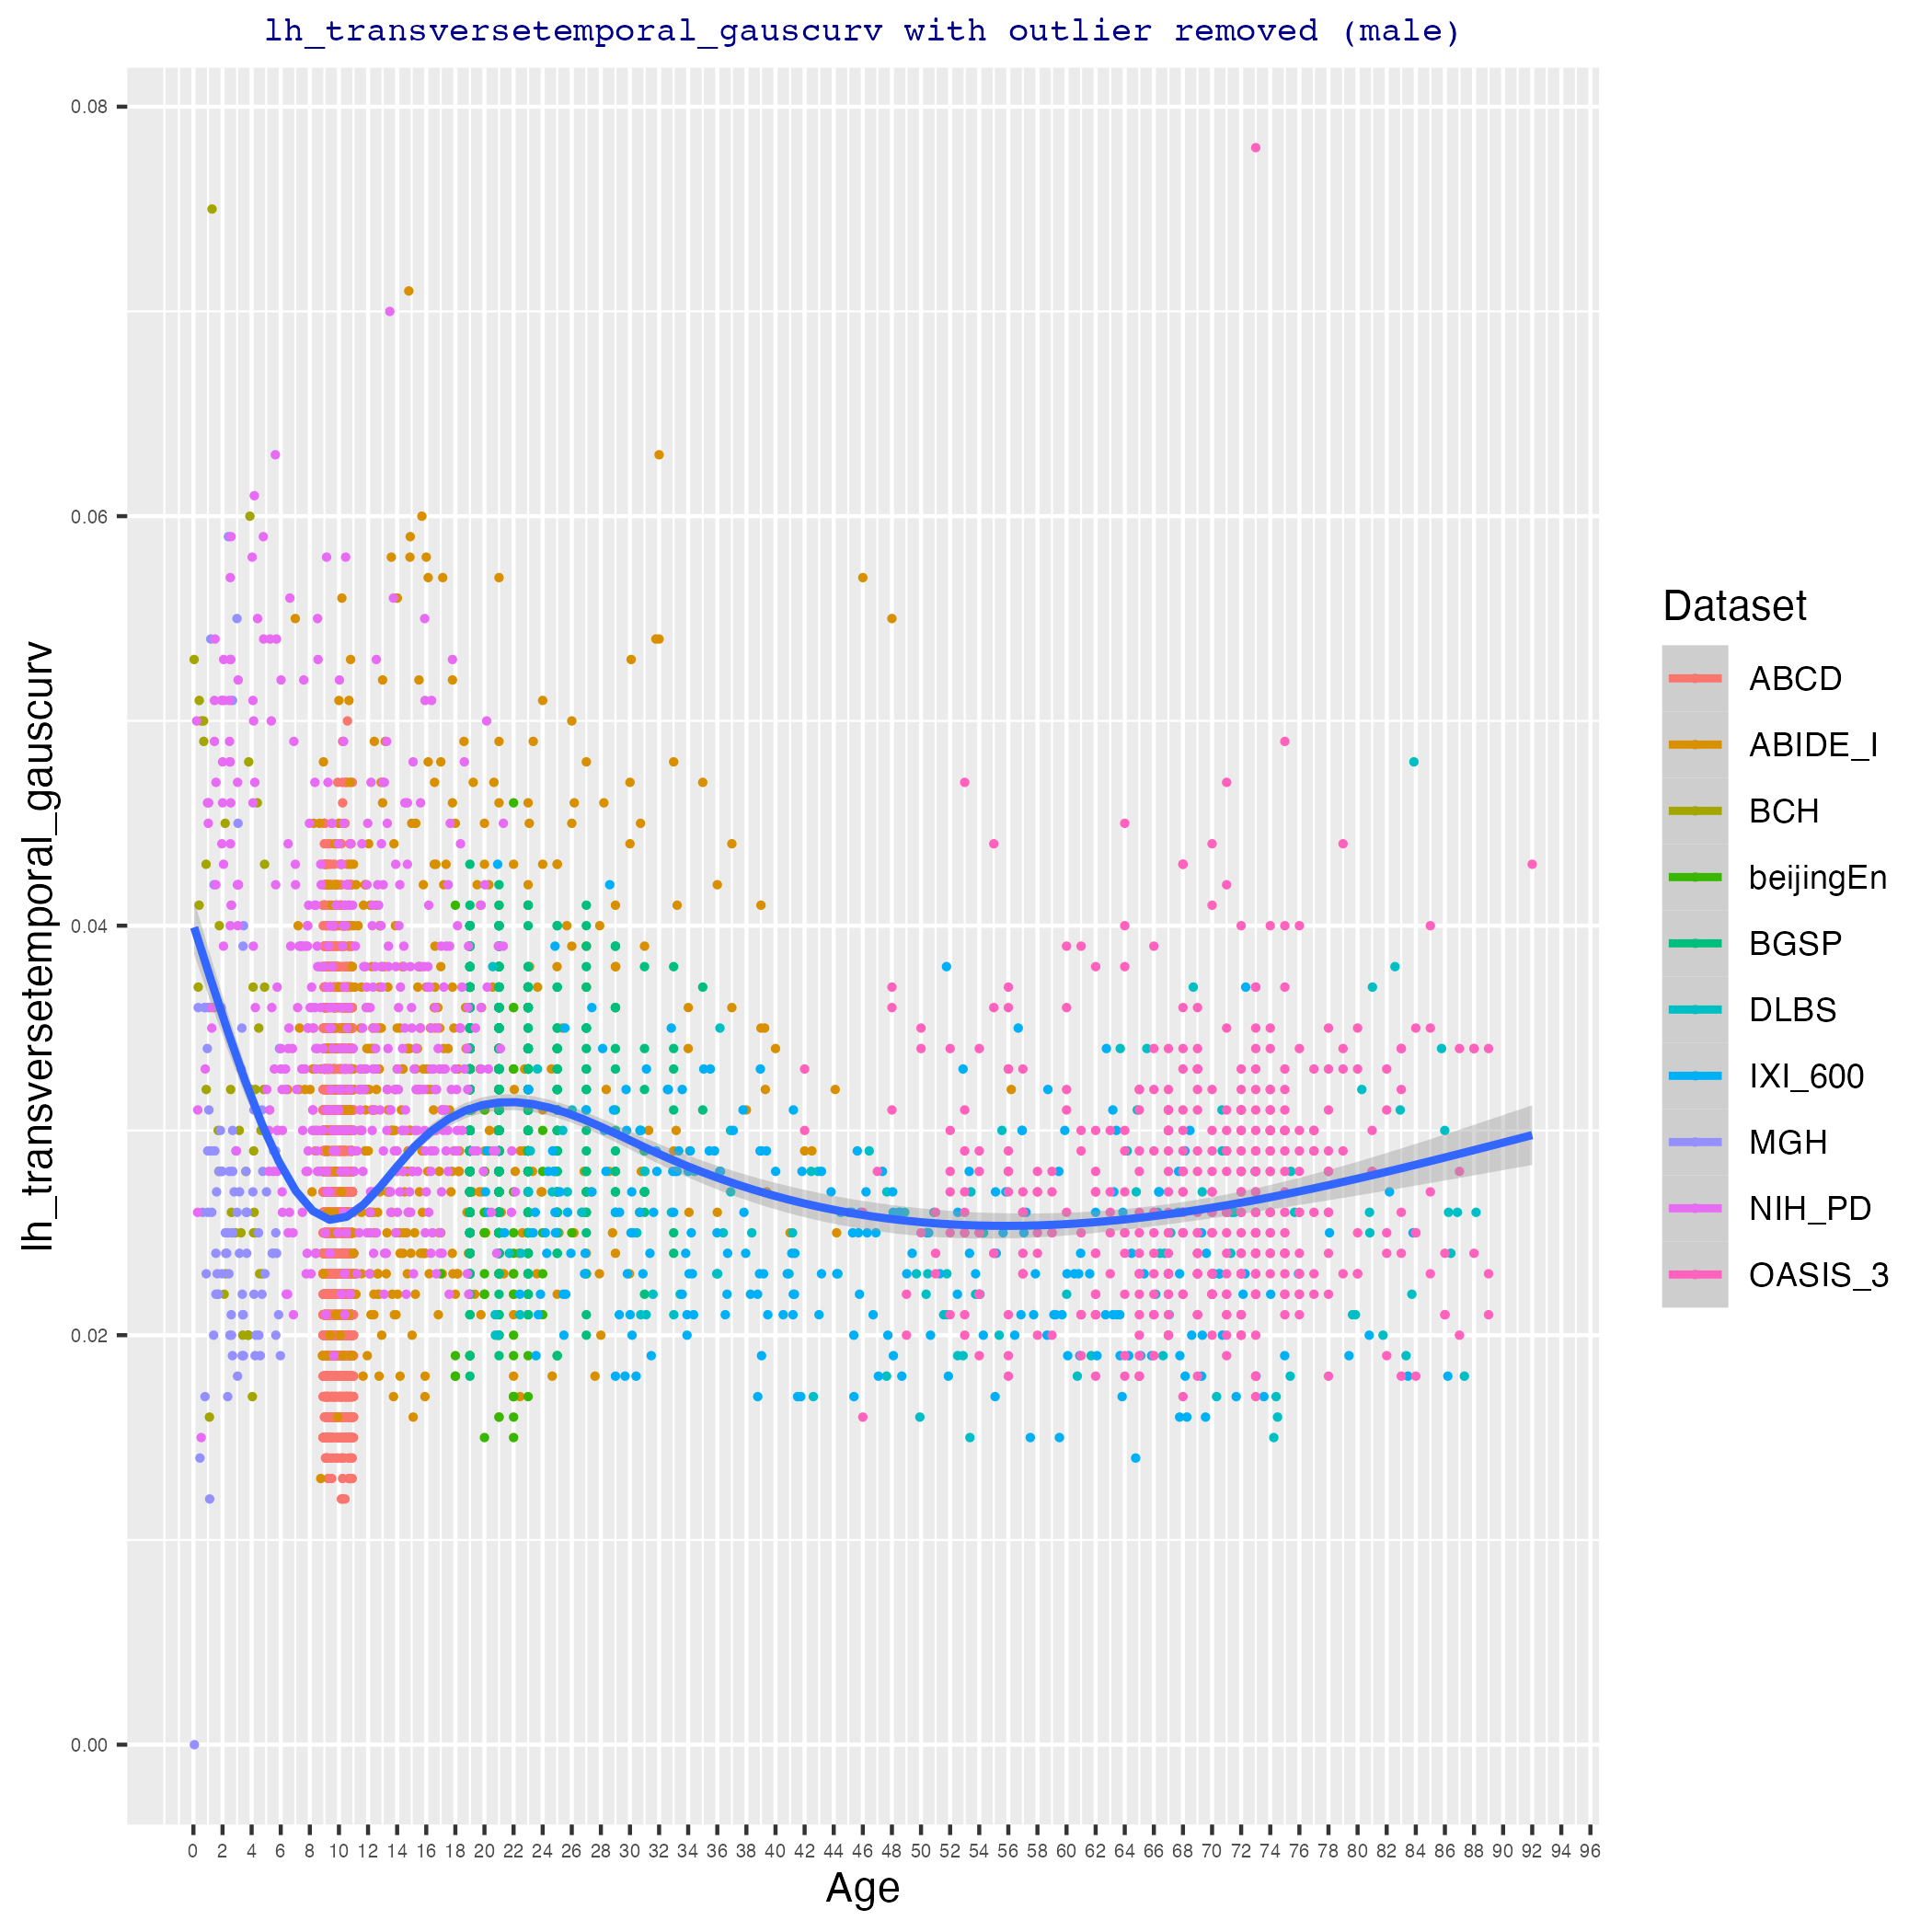 lh_transversetemporal_gauscurv with outlier removed (male)
lh_transversetemporal_gauscurv
0.08
0.06
0.04
0.02
0.00
0 2 4 6 8 10 12 14 16 18 20 22 24 26 28 30 32 34 36 38 40 42 44 46 48 50 52 54 56 58 60 62 64 66 68 70 72 74 76 78 80 82 84 86 88 90 92 94 96
Age
Dataset
ABCD
ABIDE_I
BCH
beijingEn
BGSP
DLBS
IXI_600
MGH
NIH_PD
OASIS_3